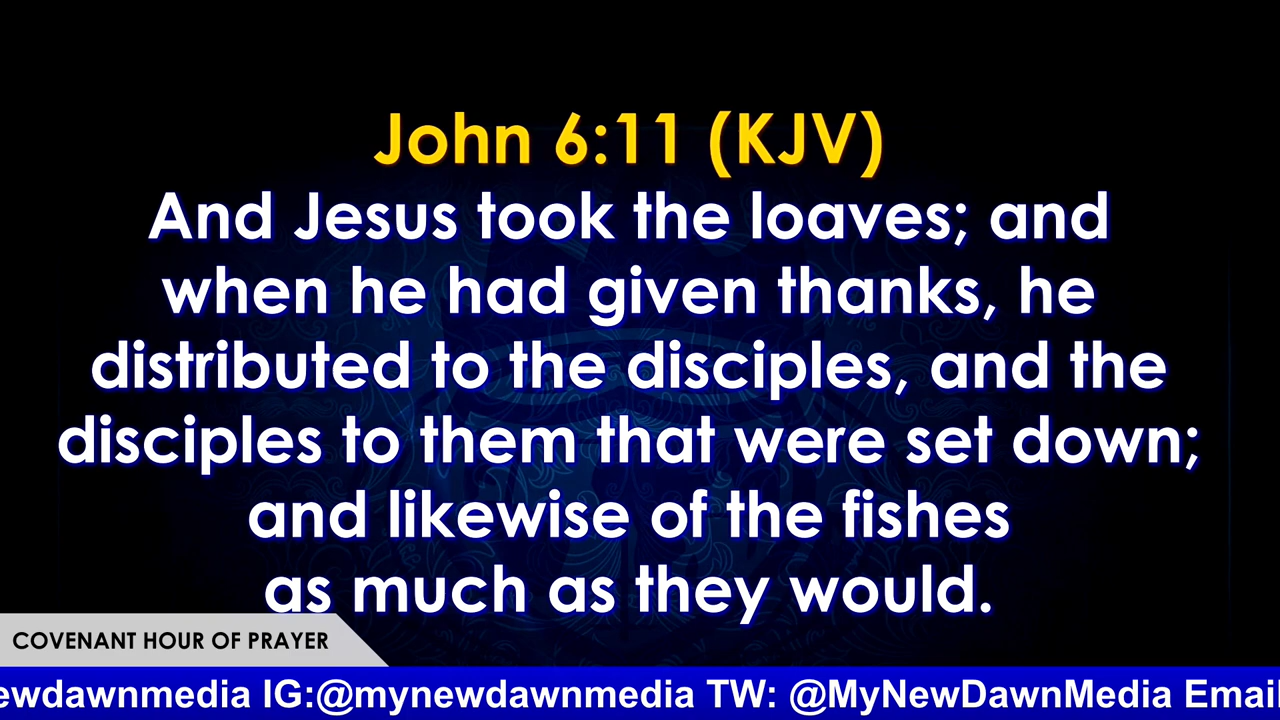 John 6:11 (KJV)
And Jesus took the loaves; and
when he had given thanks, he
distributed to the disciples, and the
disciples to them that were set down;
and likewise of the fishes
as much as they would.
COVENANT HOUR OF PRAYER
ewdawnmedia IG:@mynewdawnmedia TW: @MyNewDawnMedia Email